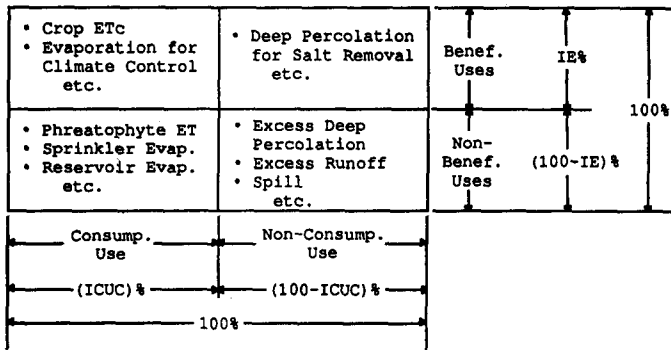 • Crop ETc
• Evaporation for
Climate Control
etc.
• Deep Percolation
for Salt Removal
etc.
Benef.
Uses
IE%
100%
• Phreatophyte ET
• Sprinkler Evap.
• Reservoir Evap.
etc.
• Excess Deep
Percolation
• Excess Runoff
• Spill
etc.
Non-
Benef.
Uses
(100-IE)%
Consump.
Use
Non-Consump.
Use
(ICUC)%
(100-ICUC)%
100%